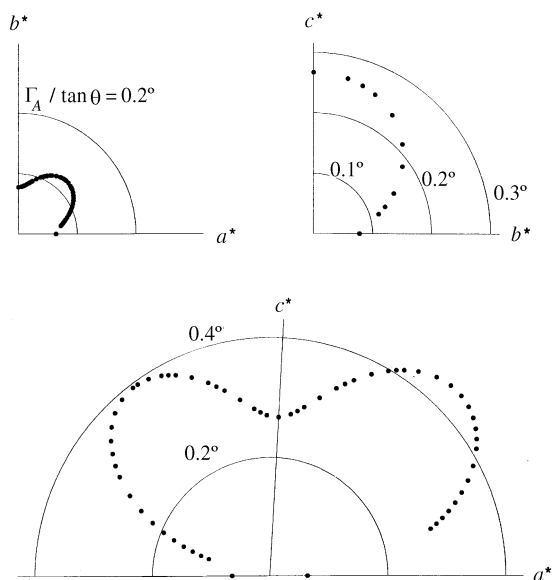 b*
Γ_A / tan θ = 0.2°
a*
c*
0.1°
0.2°
0.3°
b*
c*
0.4°
0.2°
a*